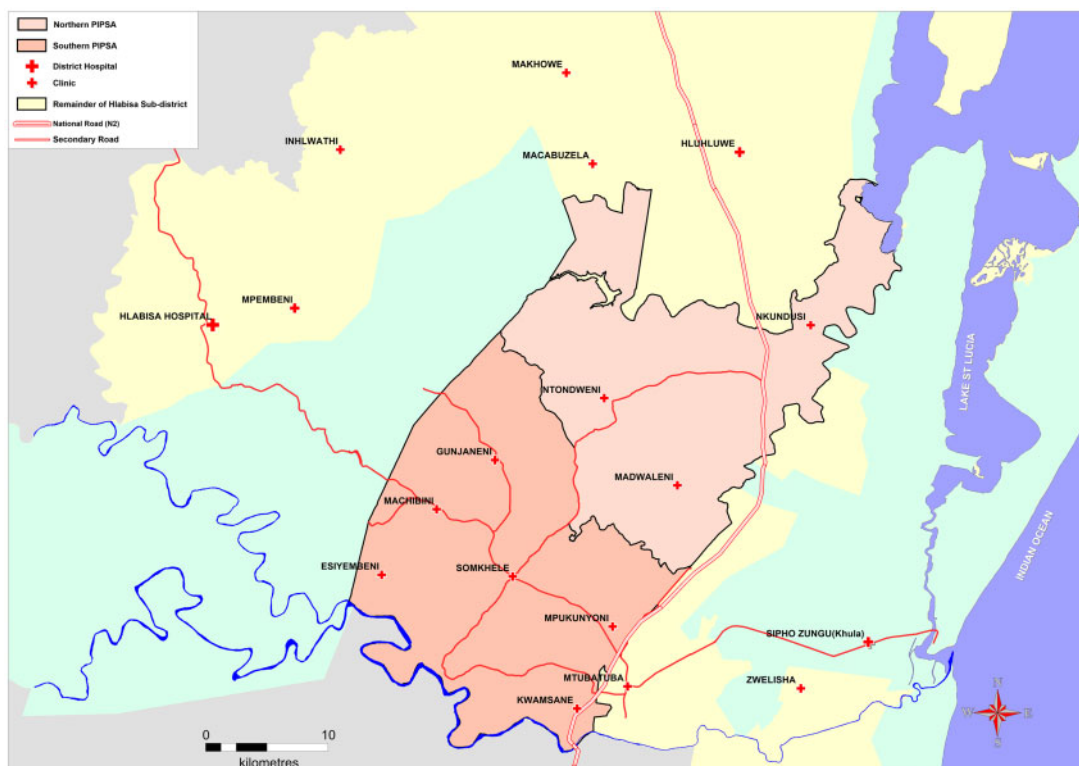 Northern PIPSA
Southern PIPSA
District Hospital
Clinic
Remainder of Hlabisa Sub-district
National Road (N2)
Secondary Road
MAKHOWE
INHLWATHI
MACABUZELA
HLUHLUWE
MPEMBENI
HLABISA HOSPITAL
NKUNDUSI
NTONDWENI
LAKE ST LUCIA
GUNJANENI
MADWALENI
MACHIBINI
ESIYEMBENI
SOMKHELE
INDIAN OCEAN
MPUKUNYONI
SIPHO ZUNGU(Khula)
MTUBATUBA
ZWELISHA
KWAMSANE
N
W E
S
0 10
kilometres